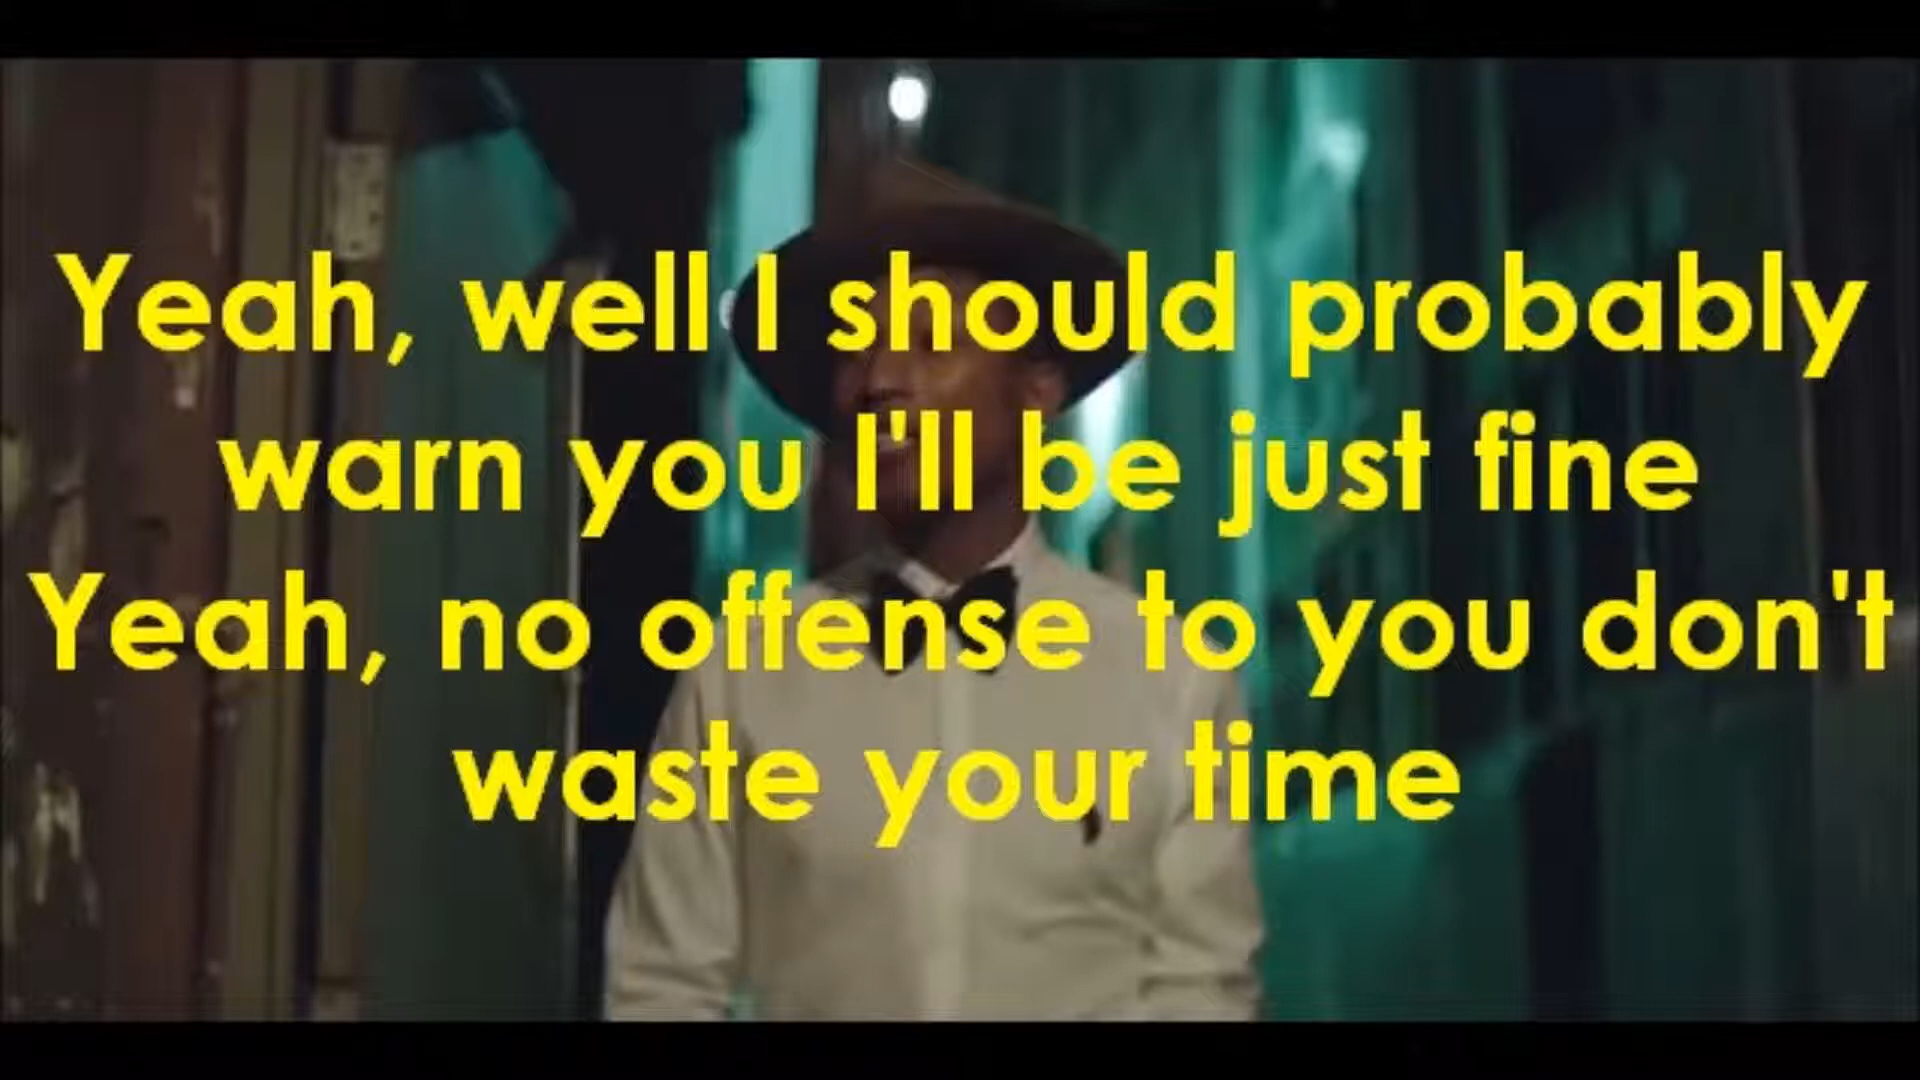 Yeah, well I should probably
warn you I'll be just fine
Yeah, no offense to you don't
waste your time